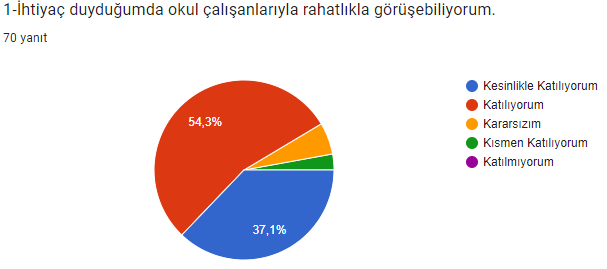 1-İhtiyaç duyduğumda okul çalışanlarıyla rahatlıkla görüşebiliyorum.
70 yanıt
Kesinlikle Katılıyorum
Katılıyorum
Kararsızım
Kısmen Katılıyorum
Katılmıyorum
54,3%
37,1%